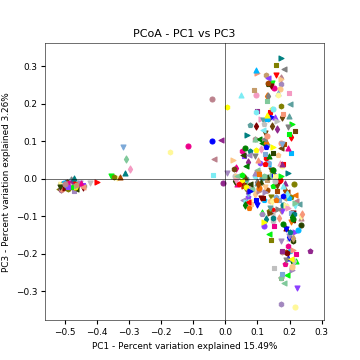 PCoA - PC1 vs PC3
PC3 - Percent variation explained 3.26%
0.3
0.2
0.1
0.0
−0.1
−0.2
−0.3
−0.5 −0.4 −0.3 −0.2 −0.1 0.0 0.1 0.2 0.3
PC1 - Percent variation explained 15.49%